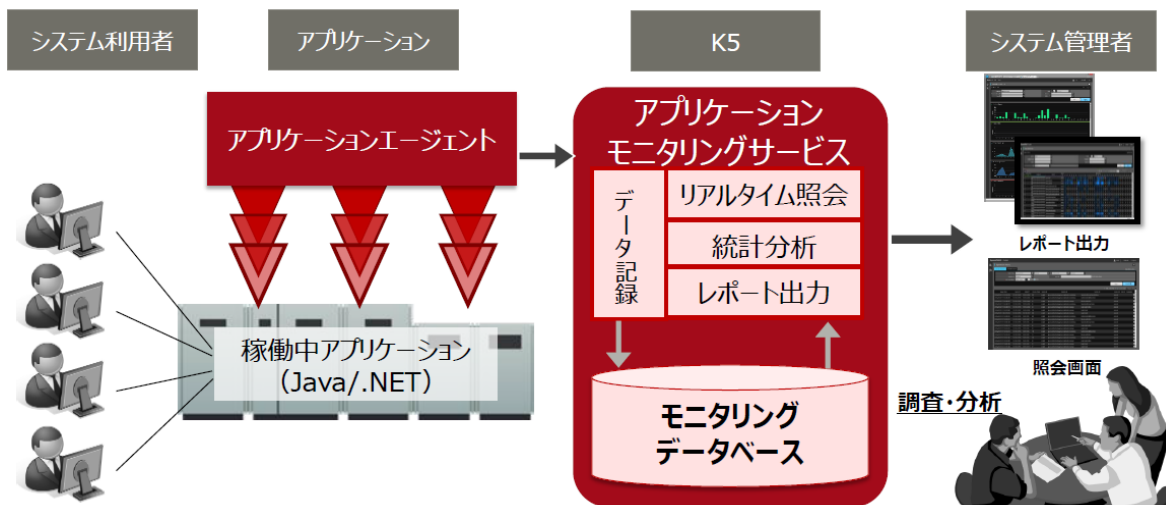 システム利用者
アプリケーション
K5
システム管理者
アプリケーションエージェント
アプリケーション
モニタリングサービス
データ記録
リアルタイム照会
統計分析
レポート出力
稼働中アプリケーション
（Java/.NET）
モニタリング
データベース
レポート出力
照会画面
調査・分析